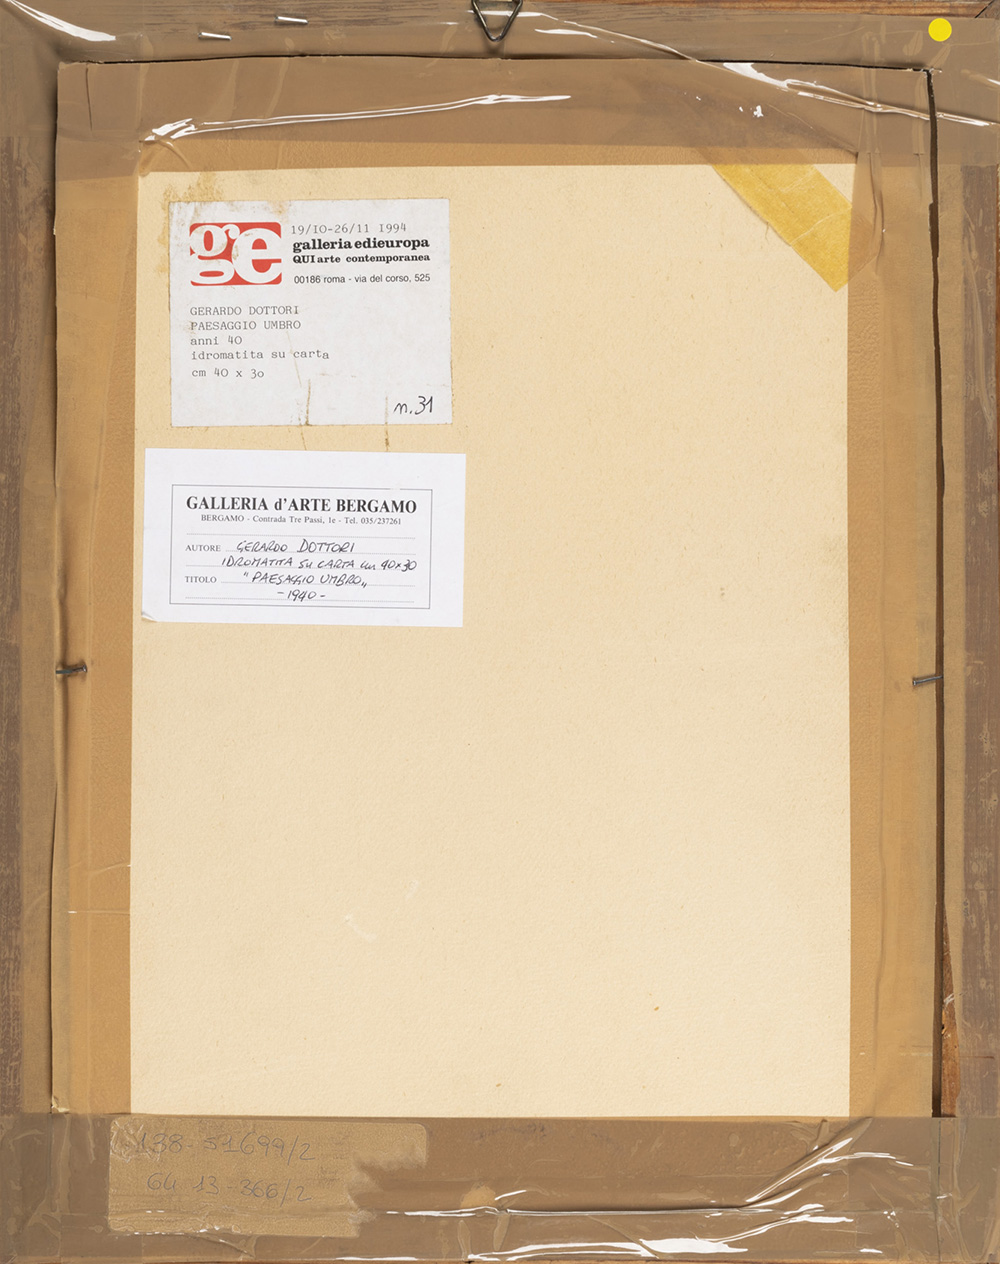 ge
19/IO-26/11 I994
galleria edieuropa
QUI arte contemporanea
00186 roma - via del corso, 525
GERARDO DOTTORI
PAESAGGIO UMBRO
anni 40
idromatita su carta
cm 40 x 3o
n.31
GALLERIA d'ARTE BERGAMO
BERGAMO - Contrada Tre Passi, 1e - Tel. 035/237261
AUTORE GERARDO DOTTORI
IDROMATITA SU CARTA cm 40x30
TITOLO "PAESAGGIO UMBRO"
-1940-
138-51699/2
64 13-366/2